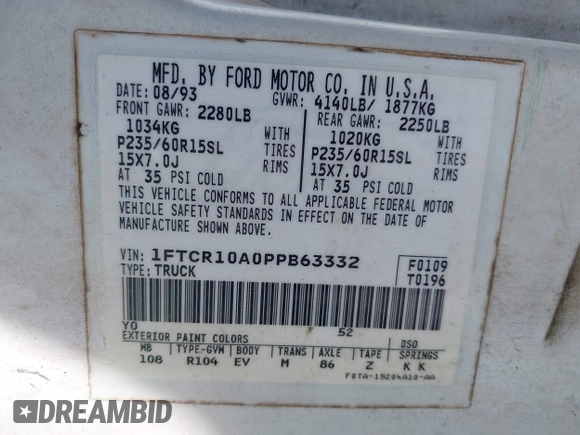 MFD. BY FORD MOTOR CO. IN U.S.A.
DATE: 08/93 GVWR: 4140LB/ 1877KG
FRONT GAWR: 2280LB REAR GAWR: 2250LB
1034KG WITH 1020KG WITH
P235/60R15SL TIRES P235/60R15SL TIRES
15X7.0J RIMS 15X7.0J RIMS
AT 35 PSI COLD AT 35 PSI COLD
THIS VEHICLE CONFORMS TO ALL APPLICABLE FEDERAL MOTOR
VEHICLE SAFETY STANDARDS IN EFFECT ON THE DATE OF
MANUFACTURE SHOWN ABOVE.
VIN: 1FTCR10A0PPB63332 F0109
TYPE: TRUCK T0196
YO 52
EXTERIOR PAINT COLORS DSO
WB TYPE-GVM BODY TRANS AXLE TAPE SPRINGS
108 R104 EV M 86 Z K K
F0TA-15204A10-AA
DREAMBID